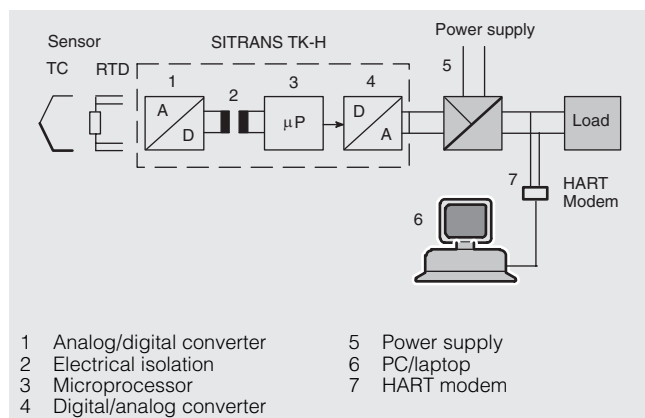 Sensor
SITRANS TK-H
Power supply
TC
RTD
1
2
3
4
5
A
D
μP
D
A
Load
7
HART
Modem
6
1 Analog/digital converter
2 Electrical isolation
3 Microprocessor
4 Digital/analog converter
5 Power supply
6 PC/laptop
7 HART modem